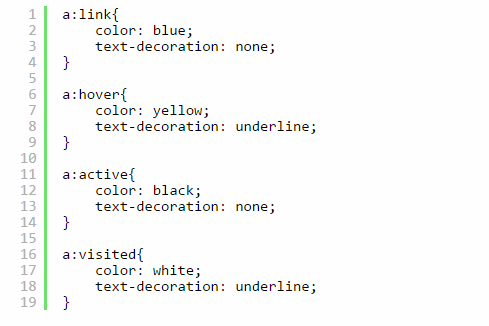 1 a:link{
2     color: blue;
3     text-decoration: none;
4 }
5
6 a:hover{
7     color: yellow;
8     text-decoration: underline;
9 }
10
11 a:active{
12     color: black;
13     text-decoration: none;
14 }
15
16 a:visited{
17     color: white;
18     text-decoration: underline;
19 }